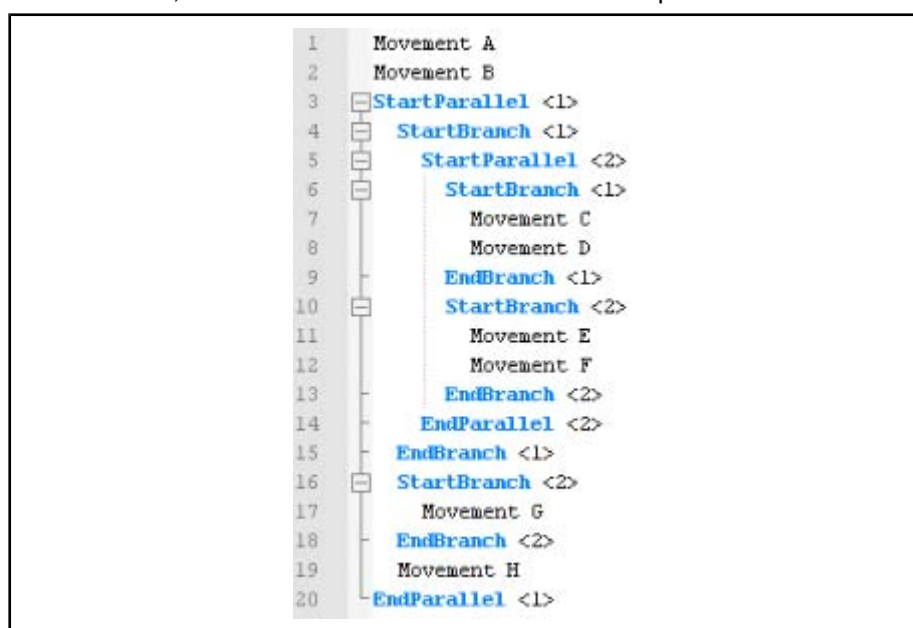 1 Movement A
2 Movement B
3 StartParallel <1>
4 StartBranch <1>
5 StartParallel <2>
6 StartBranch <1>
7 Movement C
8 Movement D
9 EndBranch <1>
10 StartBranch <2>
11 Movement E
12 Movement F
13 EndBranch <2>
14 EndParallel <2>
15 EndBranch <1>
16 StartBranch <2>
17 Movement G
18 EndBranch <2>
19 Movement H
20 EndParallel <1>